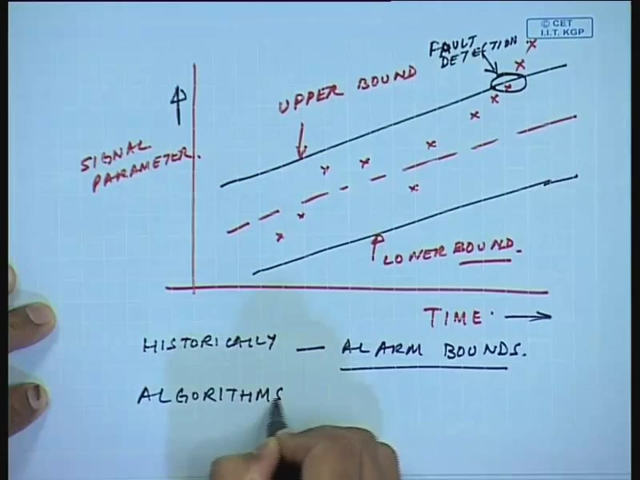 © CET
I.I.T. KGP
FAULT
DETECTION
UPPER BOUND
SIGNAL
PARAMETER.
LOWER BOUND.
TIME.
HISTORICALLY — ALARM BOUNDS.
ALGORITHMS